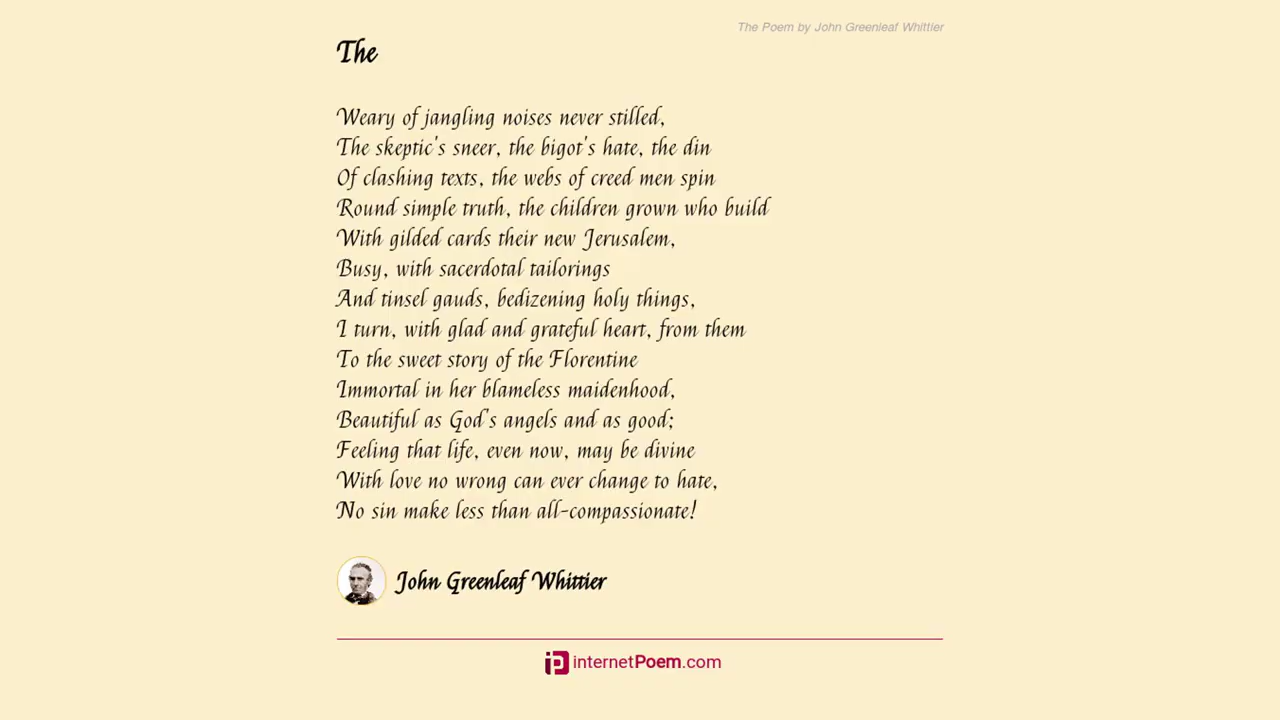 The Poem by John Greenleaf Whittier
The
Weary of jangling noises never stilled,
The skeptic's sneer, the bigot's hate, the din
Of clashing texts, the webs of creed men spin
Round simple truth, the children grown who build
With gilded cards their new Jerusalem,
Busy, with sacerdotal tailorings
And tinsel gauds, bedizening holy things,
I turn, with glad and grateful heart, from them
To the sweet story of the Florentine
Immortal in her blameless maidenhood,
Beautiful as God's angels and as good;
Feeling that life, even now, may be divine
With love no wrong can ever change to hate,
No sin make less than all-compassionate!
John Greenleaf Whittier
internetPoem.com